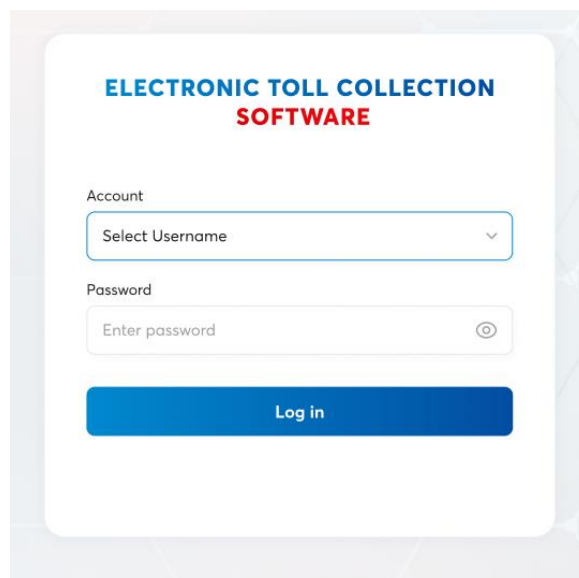 ELECTRONIC TOLL COLLECTION
SOFTWARE
Account
Select Username
Password
Enter password
Log in